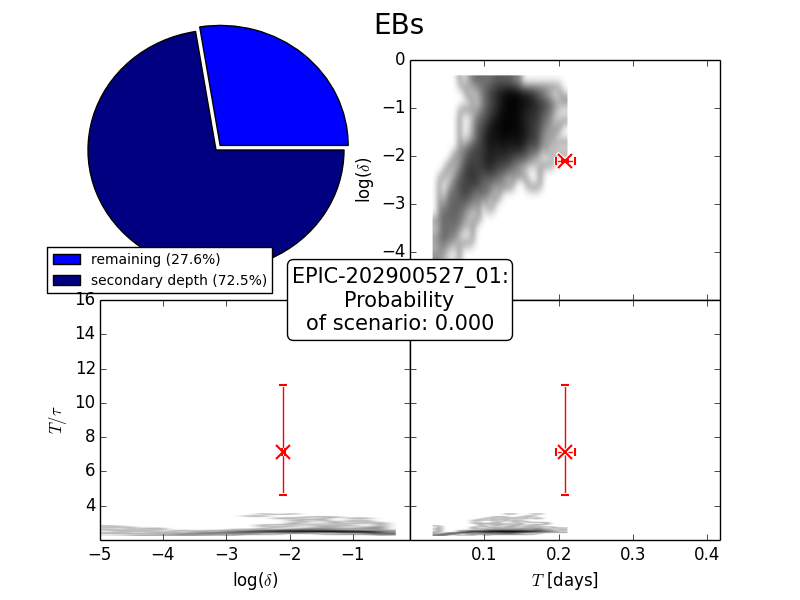 EBs
remaining (27.6%)
secondary depth (72.5%)
0
−1
−2
−3
−4
log(δ)
EPIC-202900527_01:
Probability
of scenario: 0.000
16
14
12
10
8
6
4
T/τ
−5 −4 −3 −2 −1
log(δ)
0.1 0.2 0.3 0.4
T [days]